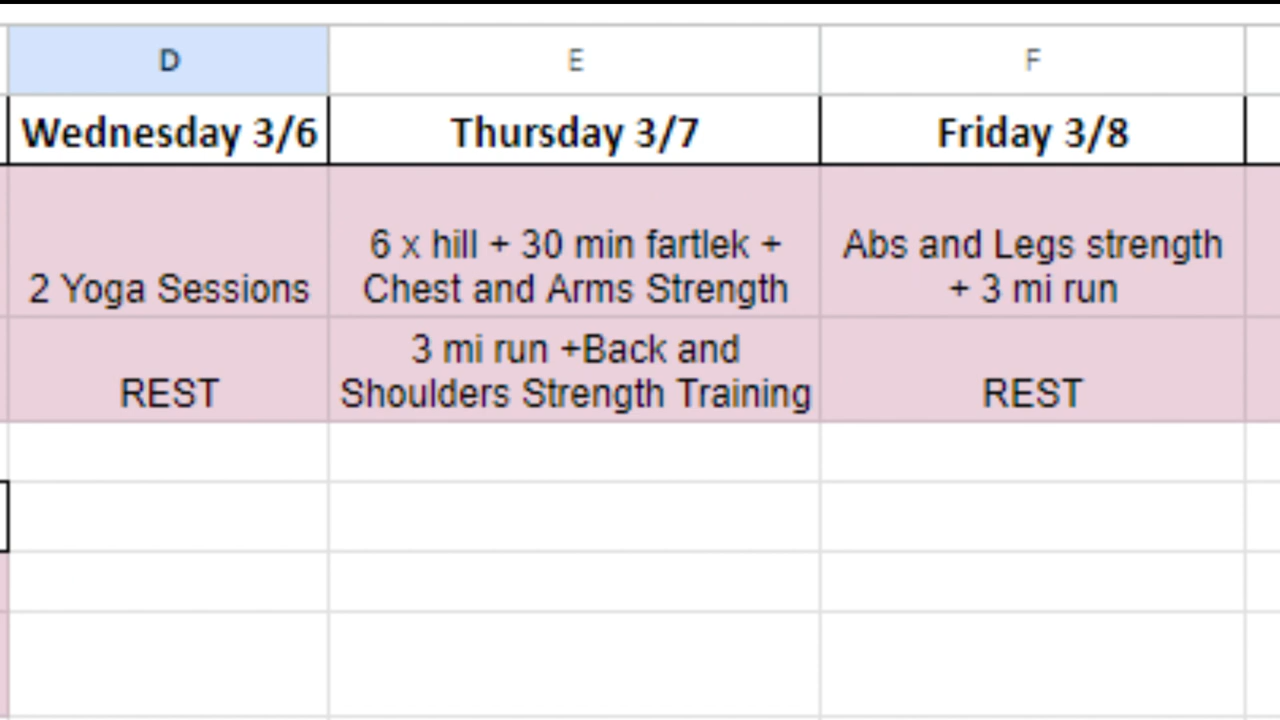 D E F
Wednesday 3/6 Thursday 3/7 Friday 3/8
2 Yoga Sessions
6 x hill + 30 min fartlek +
Chest and Arms Strength
Abs and Legs strength
+ 3 mi run
REST
3 mi run +Back and
Shoulders Strength Training
REST